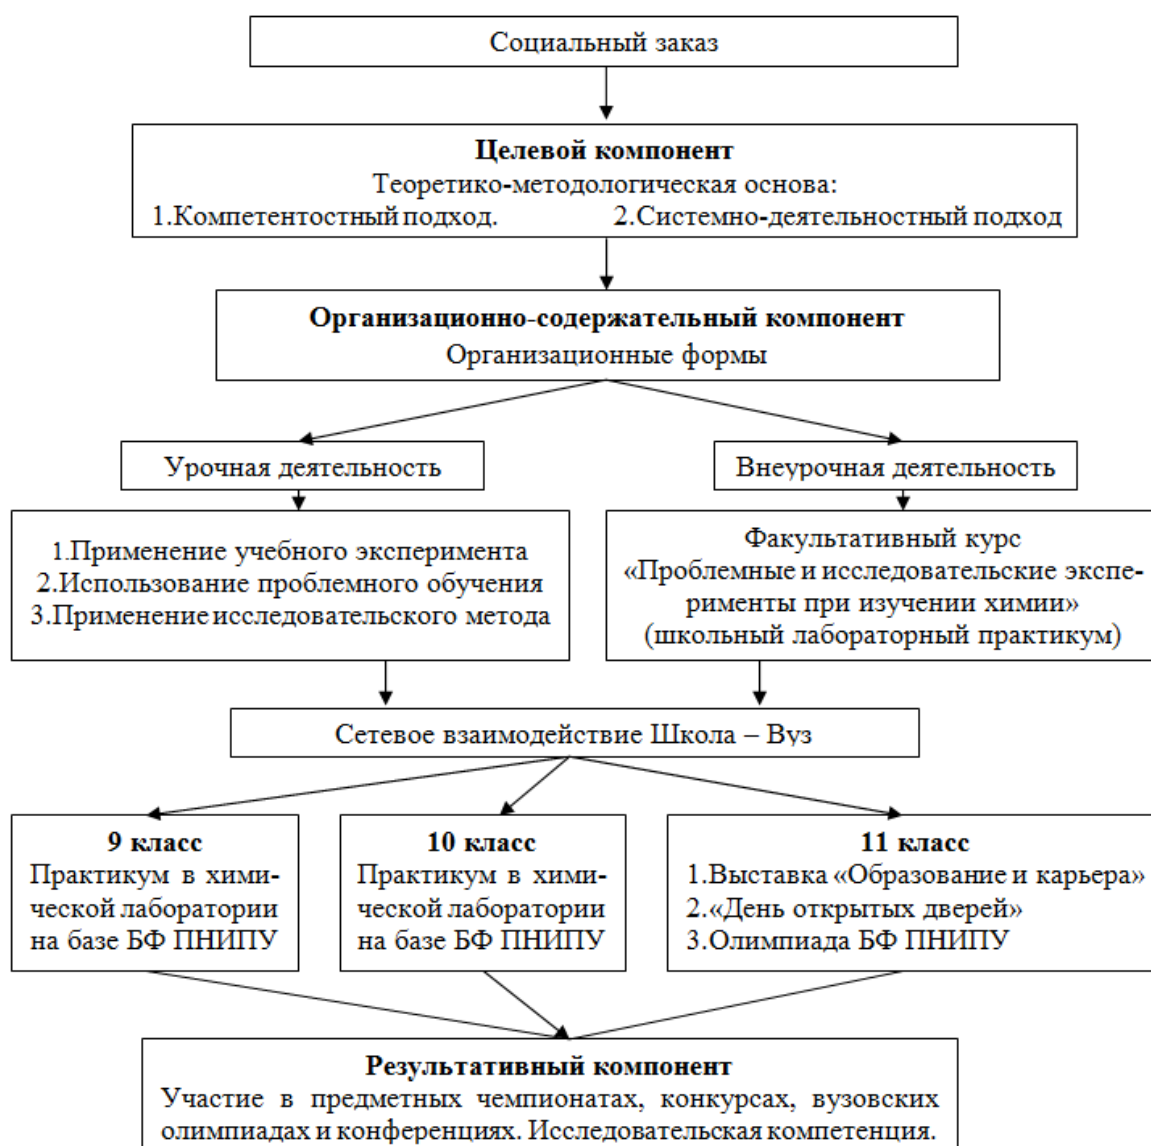 Социальный заказ
Целевой компонент
Теоретико-методологическая основа:
1.Компетентостный подход. 2.Системно-деятельностный подход
Организационно-содержательный компонент
Организационные формы
Урочная деятельность
Внеурочная деятельность
1.Применение учебного эксперимента
2.Использование проблемного обучения
3.Применение исследовательского метода
Факультативный курс
«Проблемные и исследовательские экспе-
рименты при изучении химии»
(школьный лабораторный практикум)
Сетевое взаимодействие Школа – Вуз
9 класс
Практикум в хими-
ческой лаборатории
на базе БФ ПНИПУ
10 класс
Практикум в хими-
ческой лаборатории
на базе БФ ПНИПУ
11 класс
1.Выставка «Образование и карьера»
2.«День открытых дверей»
3.Олимпиада БФ ПНИПУ
Результативный компонент
Участие в предметных чемпионатах, конкурсах, вузовских
олимпиадах и конференциях. Исследовательская компетенция.